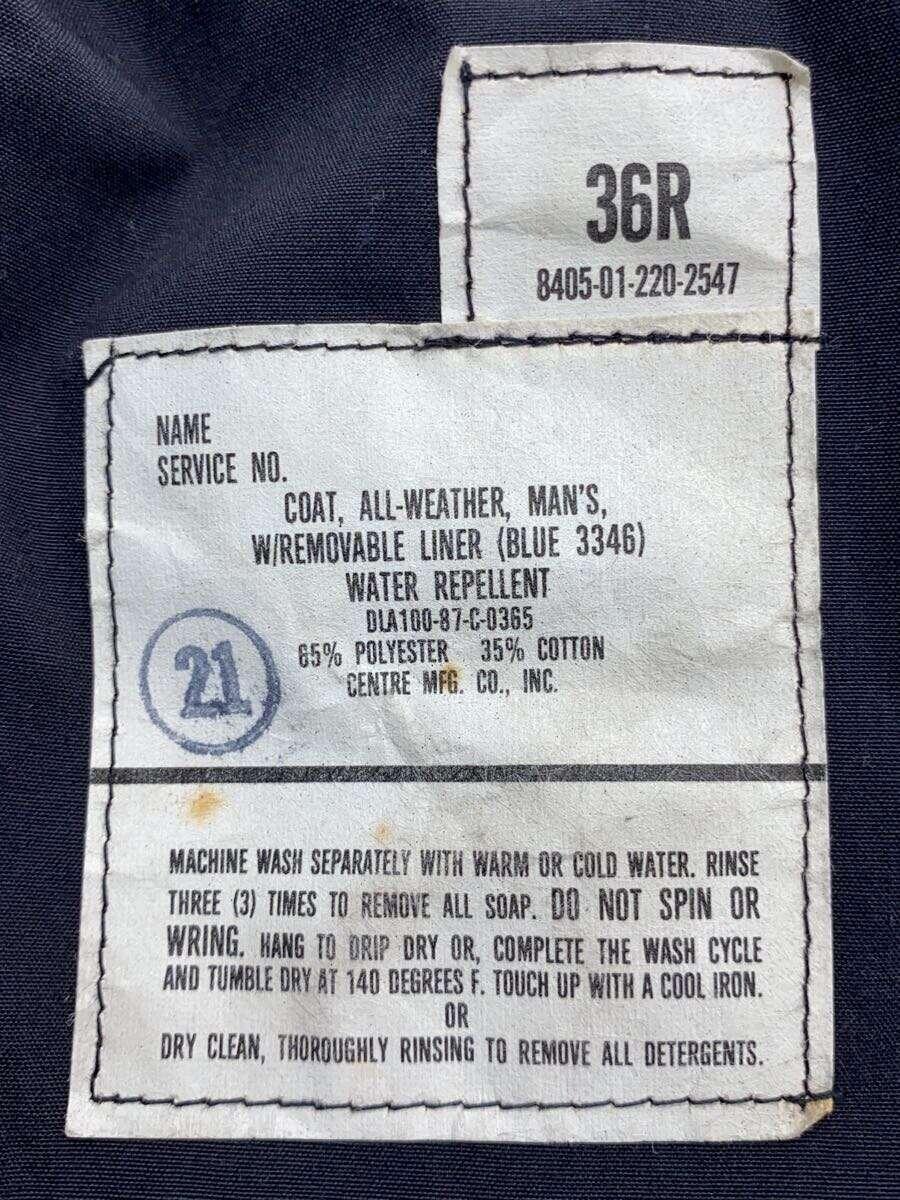 36R
8405-01-220-2547
NAME
SERVICE NO.
COAT, ALL-WEATHER, MAN'S,
W/REMOVABLE LINER (BLUE 3346)
WATER REPELLENT
DLA100-87-C-0365
65% POLYESTER 35% COTTON
CENTRE MFG. CO., INC.
21
MACHINE WASH SEPARATELY WITH WARM OR COLD WATER. RINSE
THREE (3) TIMES TO REMOVE ALL SOAP. DO NOT SPIN OR
WRING. HANG TO DRIP DRY OR, COMPLETE THE WASH CYCLE
AND TUMBLE DRY AT 140 DEGREES F. TOUCH UP WITH A COOL IRON.
OR
DRY CLEAN, THOROUGHLY RINSING TO REMOVE ALL DETERGENTS.